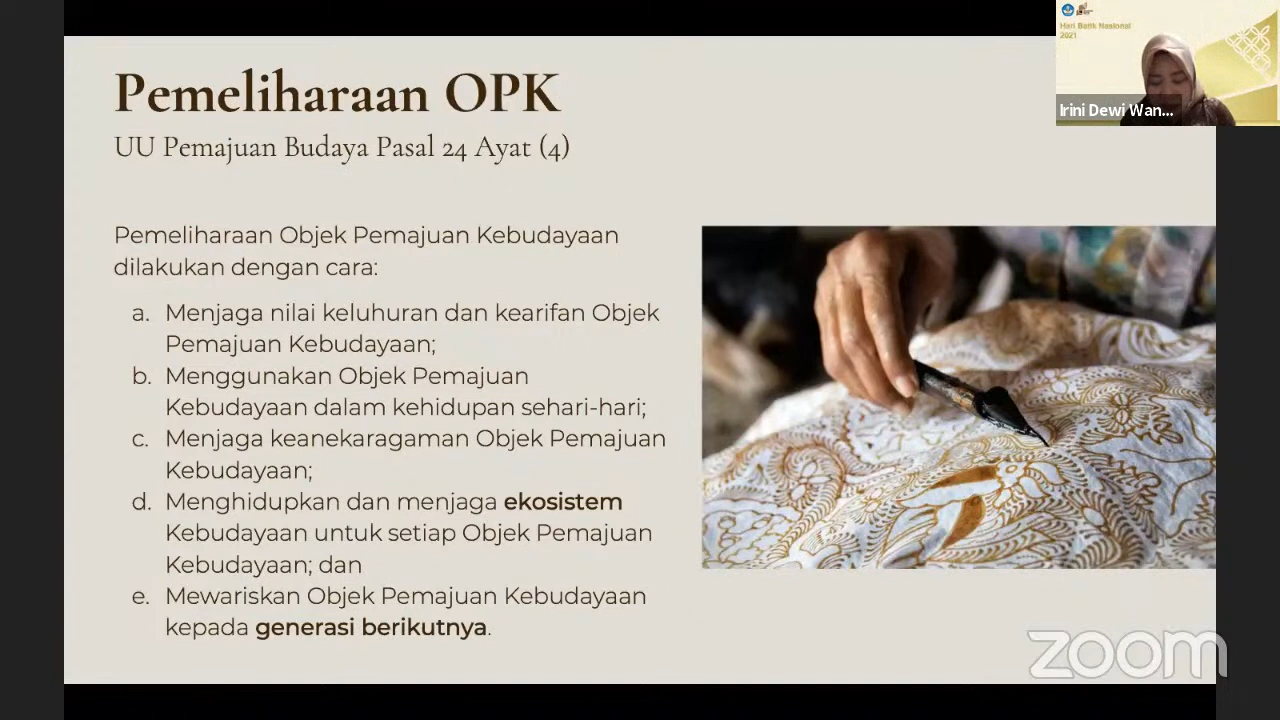 Pemeliharaan OPK
UU Pemajuan Budaya Pasal 24 Ayat (4)
Pemeliharaan Objek Pemajuan Kebudayaan
dilakukan dengan cara:
a. Menjaga nilai keluhuran dan kearifan Objek
Pemajuan Kebudayaan;
b. Menggunakan Objek Pemajuan
Kebudayaan dalam kehidupan sehari-hari;
c. Menjaga keanekaragaman Objek Pemajuan
Kebudayaan;
d. Menghidupkan dan menjaga ekosistem
Kebudayaan untuk setiap Objek Pemajuan
Kebudayaan; dan
e. Mewariskan Objek Pemajuan Kebudayaan
kepada generasi berikutnya.
Hari Batik Nasional
2021
Irini Dewi Wan...
zoom